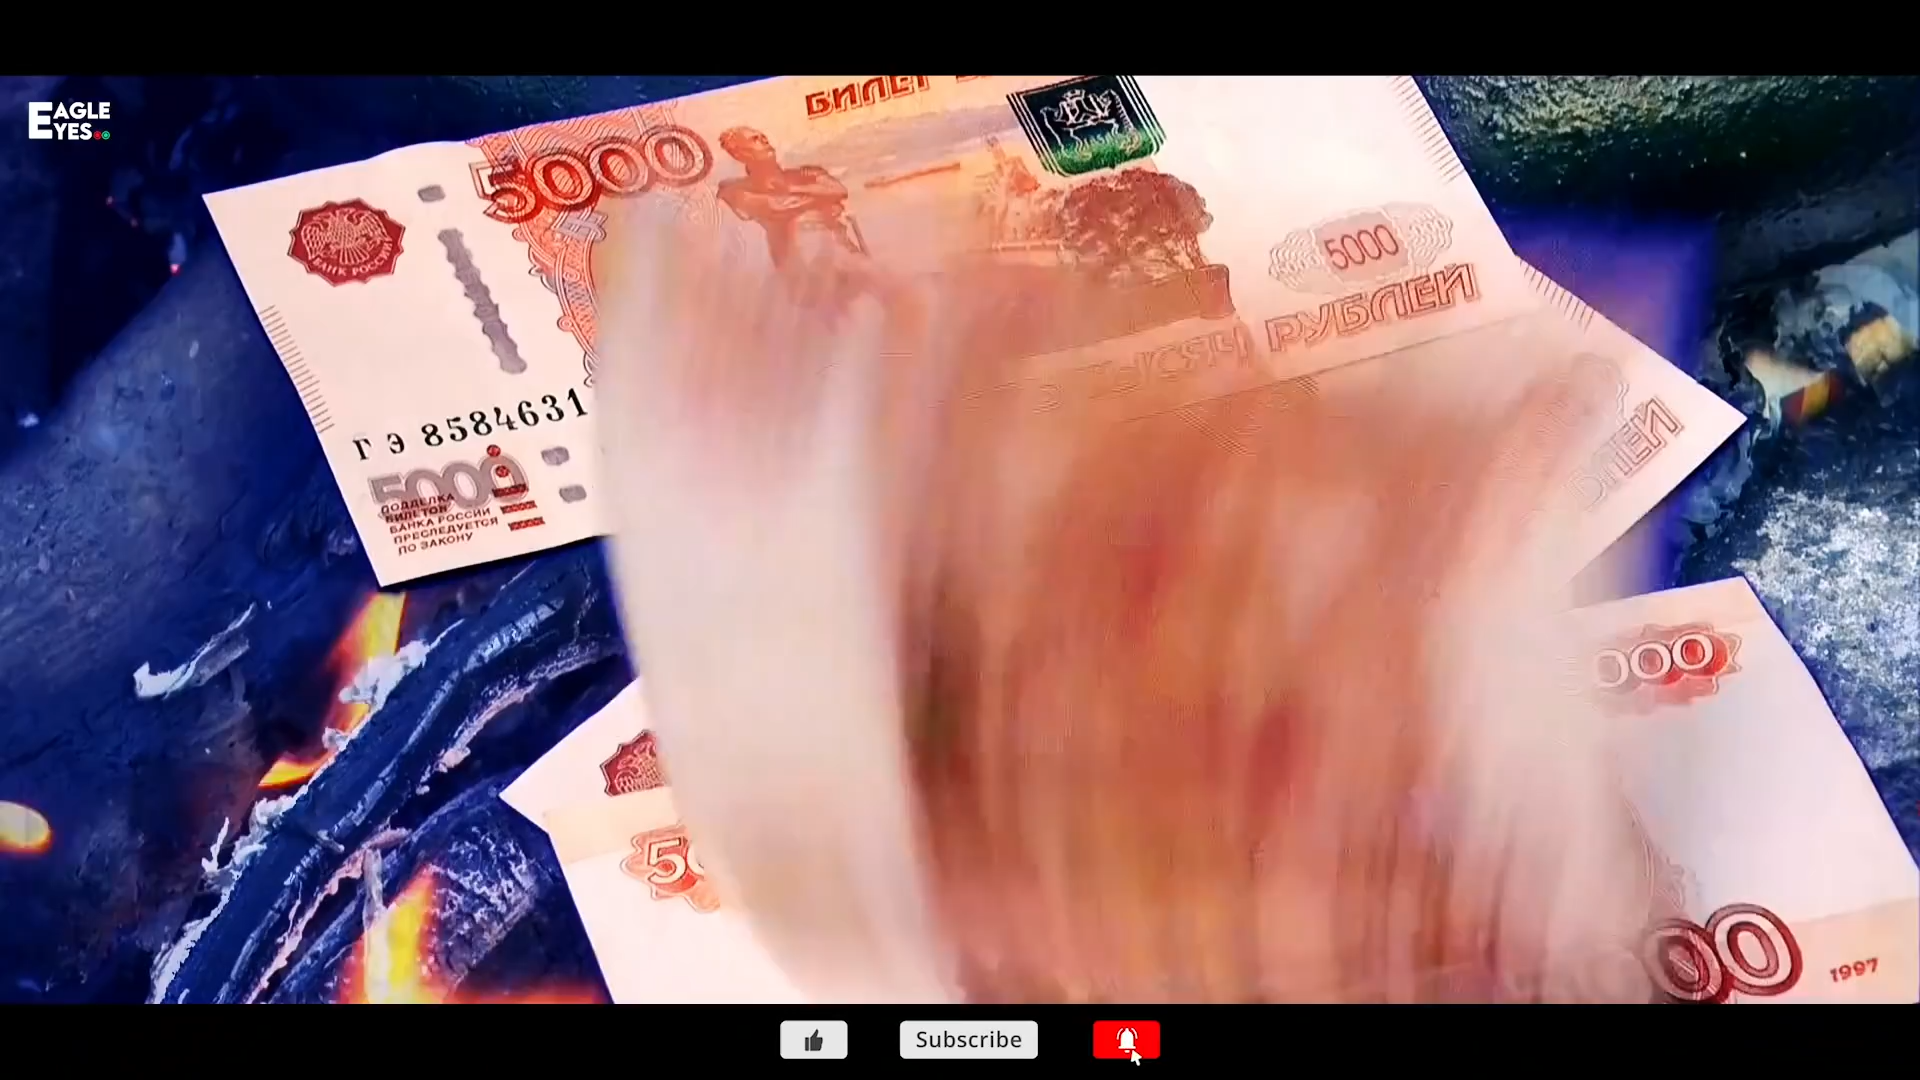 EAGLE
EYES
БИЛЕТ
5000
БАНК РОССИИ
5000
РУБЛЕЙ
ГЭ 8584631
5000
ПОДДЕЛКА
БИЛЕТОВ
БАНКА РОССИИ
ПРЕСЛЕДУЕТСЯ
ПО ЗАКОНУ
1997
Subscribe